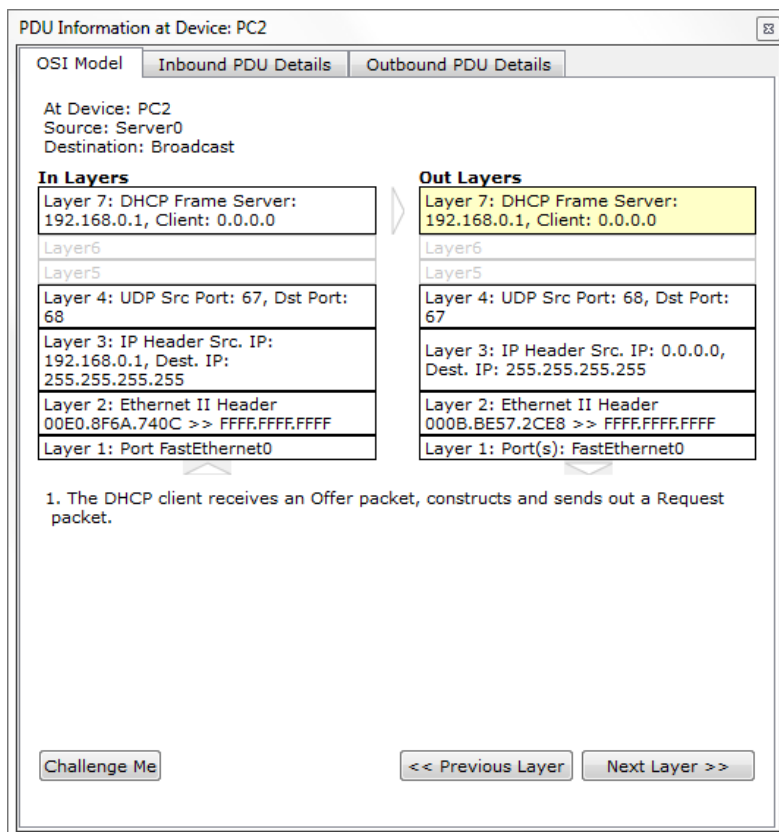 PDU Information at Device: PC2
OSI Model
Inbound PDU Details
Outbound PDU Details
At Device: PC2
Source: Server0
Destination: Broadcast
In Layers
Layer 7: DHCP Frame Server:
192.168.0.1, Client: 0.0.0.0
Layer6
Layer5
Layer 4: UDP Src Port: 67, Dst Port:
68
Layer 3: IP Header Src. IP:
192.168.0.1, Dest. IP:
255.255.255.255
Layer 2: Ethernet II Header
00E0.8F6A.740C >> FFFF.FFFF.FFFF
Layer 1: Port FastEthernet0
Out Layers
Layer 7: DHCP Frame Server:
192.168.0.1, Client: 0.0.0.0
Layer6
Layer5
Layer 4: UDP Src Port: 68, Dst Port:
67
Layer 3: IP Header Src. IP: 0.0.0.0,
Dest. IP: 255.255.255.255
Layer 2: Ethernet II Header
000B.BE57.2CE8 >> FFFF.FFFF.FFFF
Layer 1: Port(s): FastEthernet0
1. The DHCP client receives an Offer packet, constructs and sends out a Request
packet.
Challenge Me
<< Previous Layer
Next Layer >>